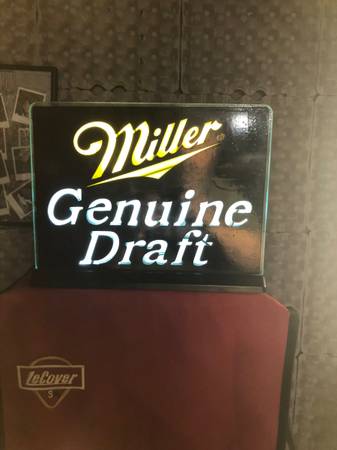 Miller
Genuine
Draft
LeCover
S